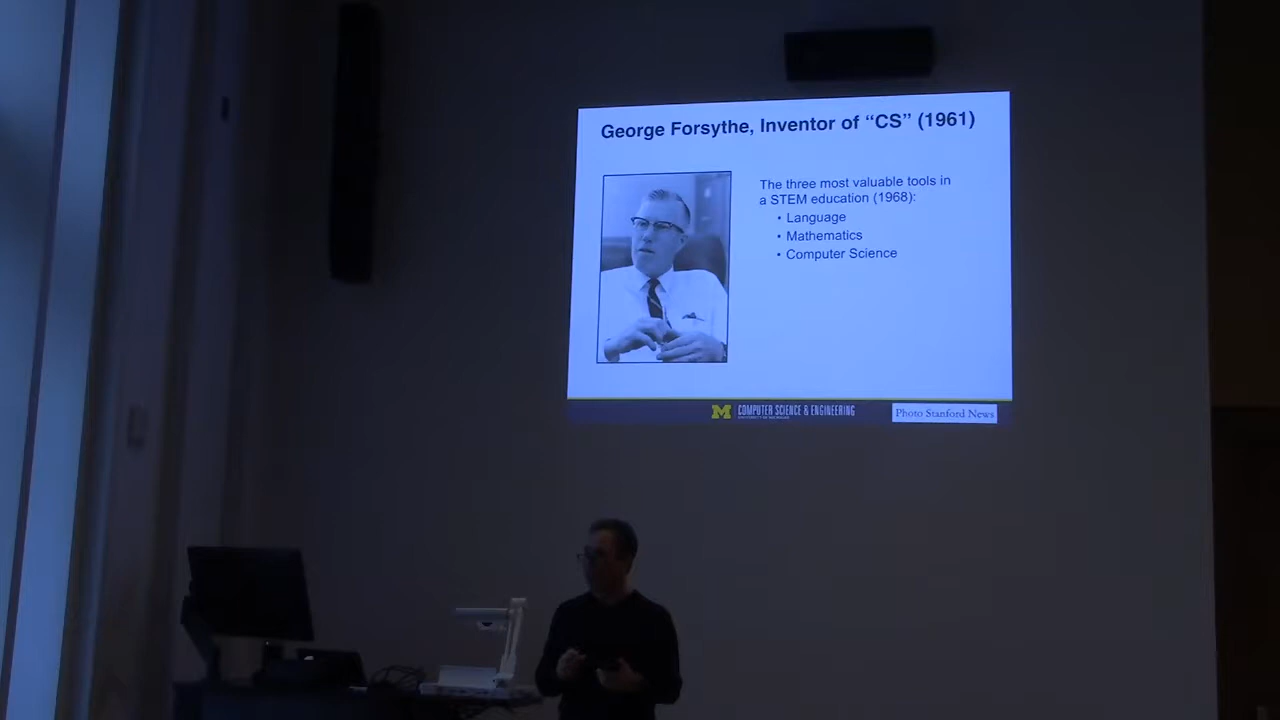 George Forsythe, Inventor of “CS” (1961)
The three most valuable tools in
a STEM education (1968):
• Language
• Mathematics
• Computer Science
M COMPUTER SCIENCE & ENGINEERING
Photo Stanford News